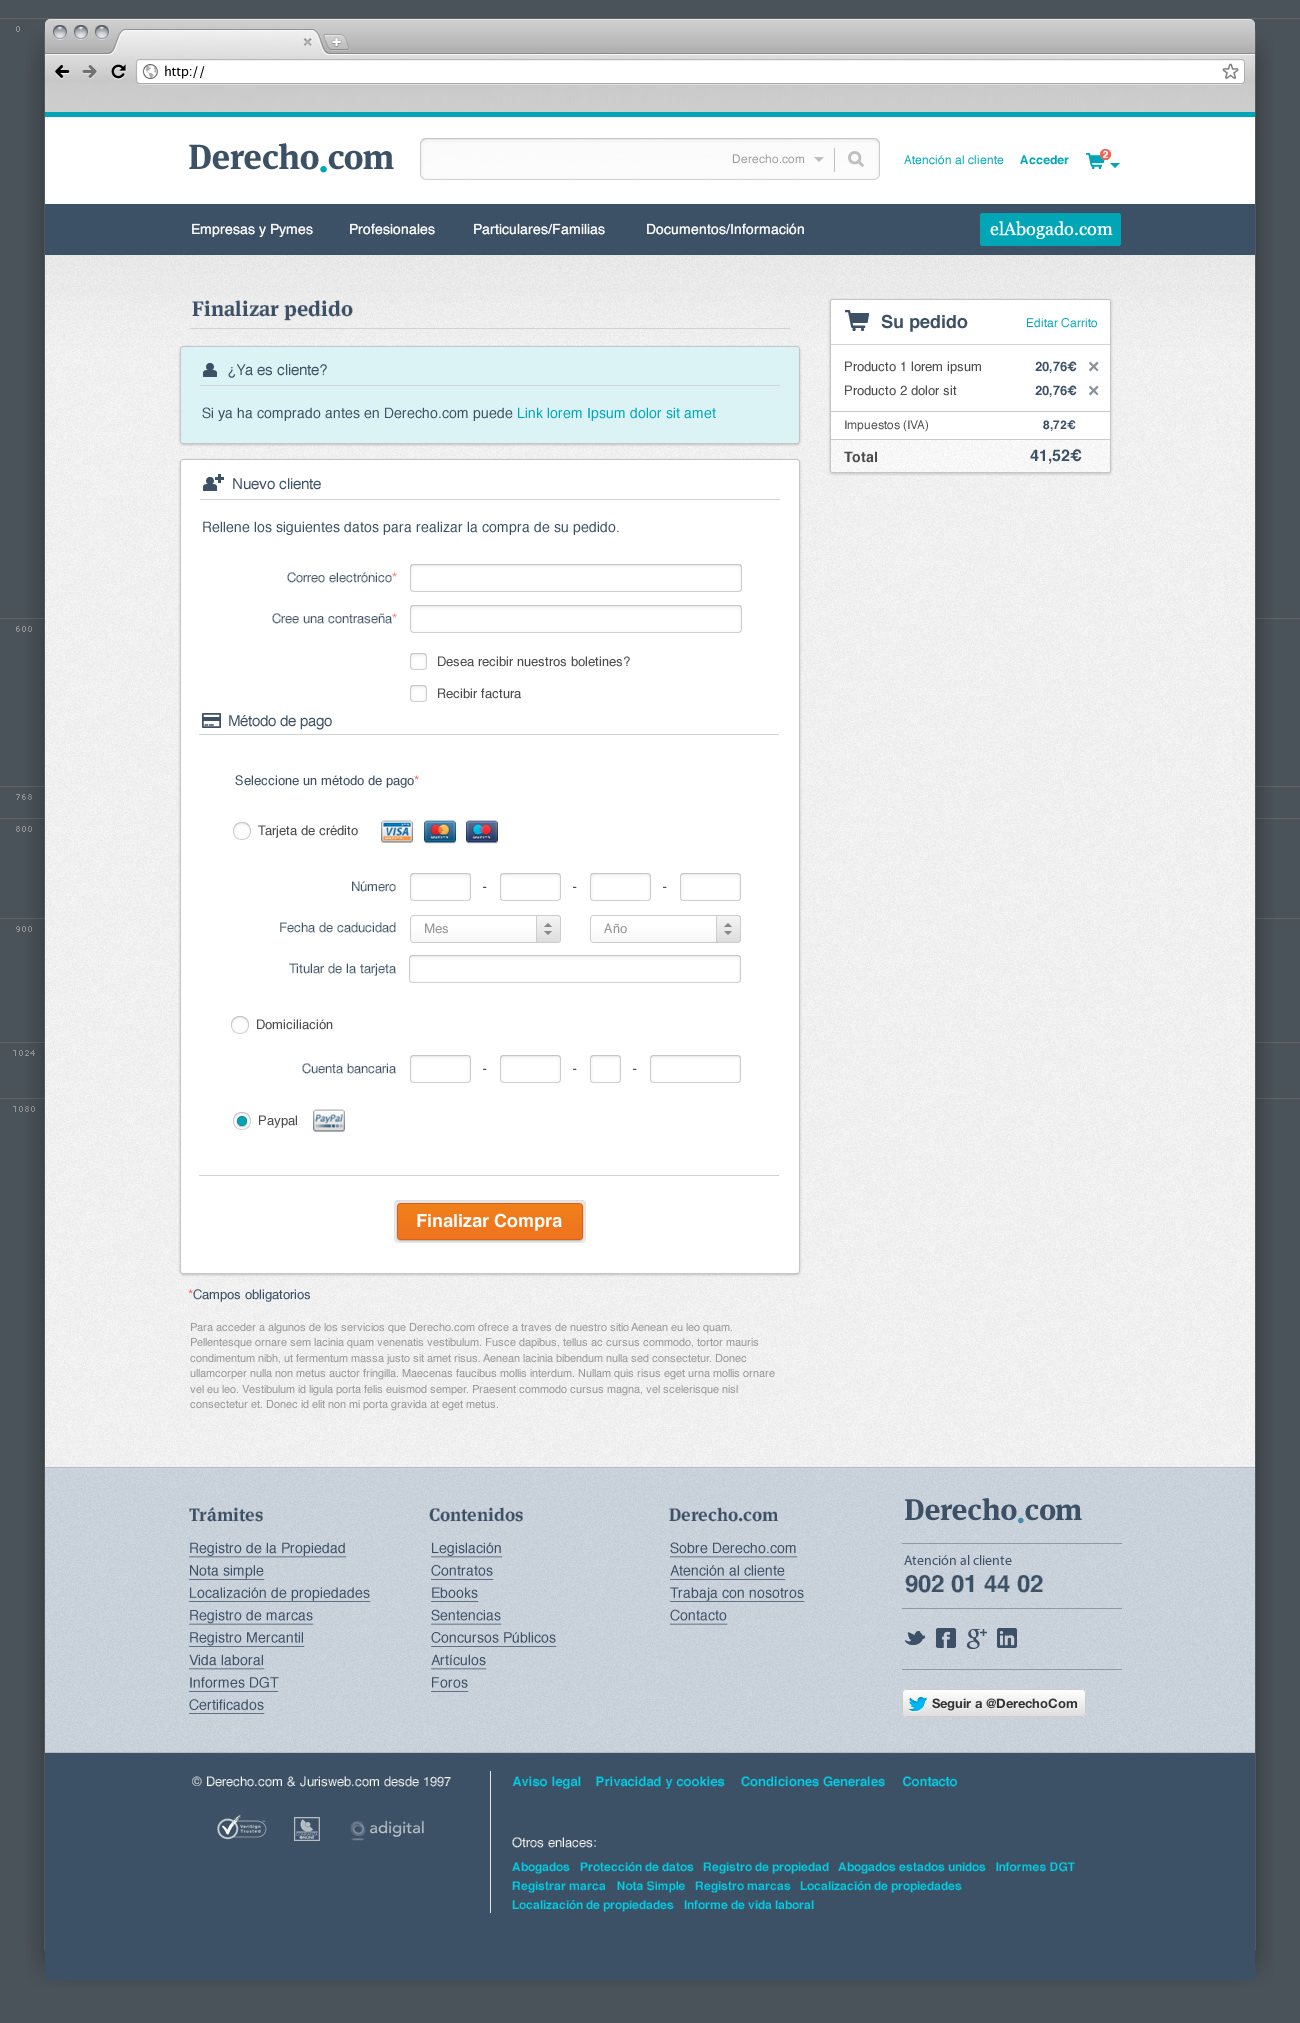 0
http://
Derecho.com
Derecho.com
Atención al cliente
Acceder
2
Empresas y Pymes
Profesionales
Particulares/Familias
Documentos/Información
elAbogado.com
Finalizar pedido
¿Ya es cliente?
Si ya ha comprado antes en Derecho.com puede Link lorem Ipsum dolor sit amet
Su pedido
Editar Carrito
Producto 1 lorem ipsum 20,76€
Producto 2 dolor sit 20,76€
Impuestos (IVA) 8,72€
Total 41,52€
Nuevo cliente
Rellene los siguientes datos para realizar la compra de su pedido.
Correo electrónico*
600
Cree una contraseña*
Desea recibir nuestros boletines?
Recibir factura
Método de pago
Seleccione un método de pago*
768
800
Tarjeta de crédito
VISA
Número - - -
900
Fecha de caducidad Mes Año
Titular de la tarjeta
Domiciliación
1024
Cuenta bancaria - - -
1080
Paypal PayPal
Finalizar Compra
*Campos obligatorios
Para acceder a algunos de los servicios que Derecho.com ofrece a traves de nuestro sitio Aenean eu leo quam.
Pellentesque ornare sem lacinia quam venenatis vestibulum. Fusce dapibus, tellus ac cursus commodo, tortor mauris
condimentum nibh, ut fermentum massa justo sit amet risus. Aenean lacinia bibendum nulla sed consectetur. Donec
ullamcorper nulla non metus auctor fringilla. Maecenas faucibus mollis interdum. Nullam quis risus eget urna mollis ornare
vel eu leo. Vestibulum id ligula porta felis euismod semper. Praesent commodo cursus magna, vel scelerisque nisl
consectetur et. Donec id elit non mi porta gravida at eget metus.
Trámites
Registro de la Propiedad
Nota simple
Localización de propiedades
Registro de marcas
Registro Mercantil
Vida laboral
Informes DGT
Certificados
Contenidos
Legislación
Contratos
Ebooks
Sentencias
Concursos Públicos
Artículos
Foros
Derecho.com
Sobre Derecho.com
Atención al cliente
Trabaja con nosotros
Contacto
Derecho.com
Atención al cliente
902 01 44 02
Seguir a @DerechoCom
© Derecho.com & Jurisweb.com desde 1997
VeriSign
Trusted
adigital
Aviso legal
Privacidad y cookies
Condiciones Generales
Contacto
Otros enlaces:
Abogados Protección de datos Registro de propiedad Abogados estados unidos Informes DGT
Registrar marca Nota Simple Registro marcas Localización de propiedades
Localización de propiedades Informe de vida laboral